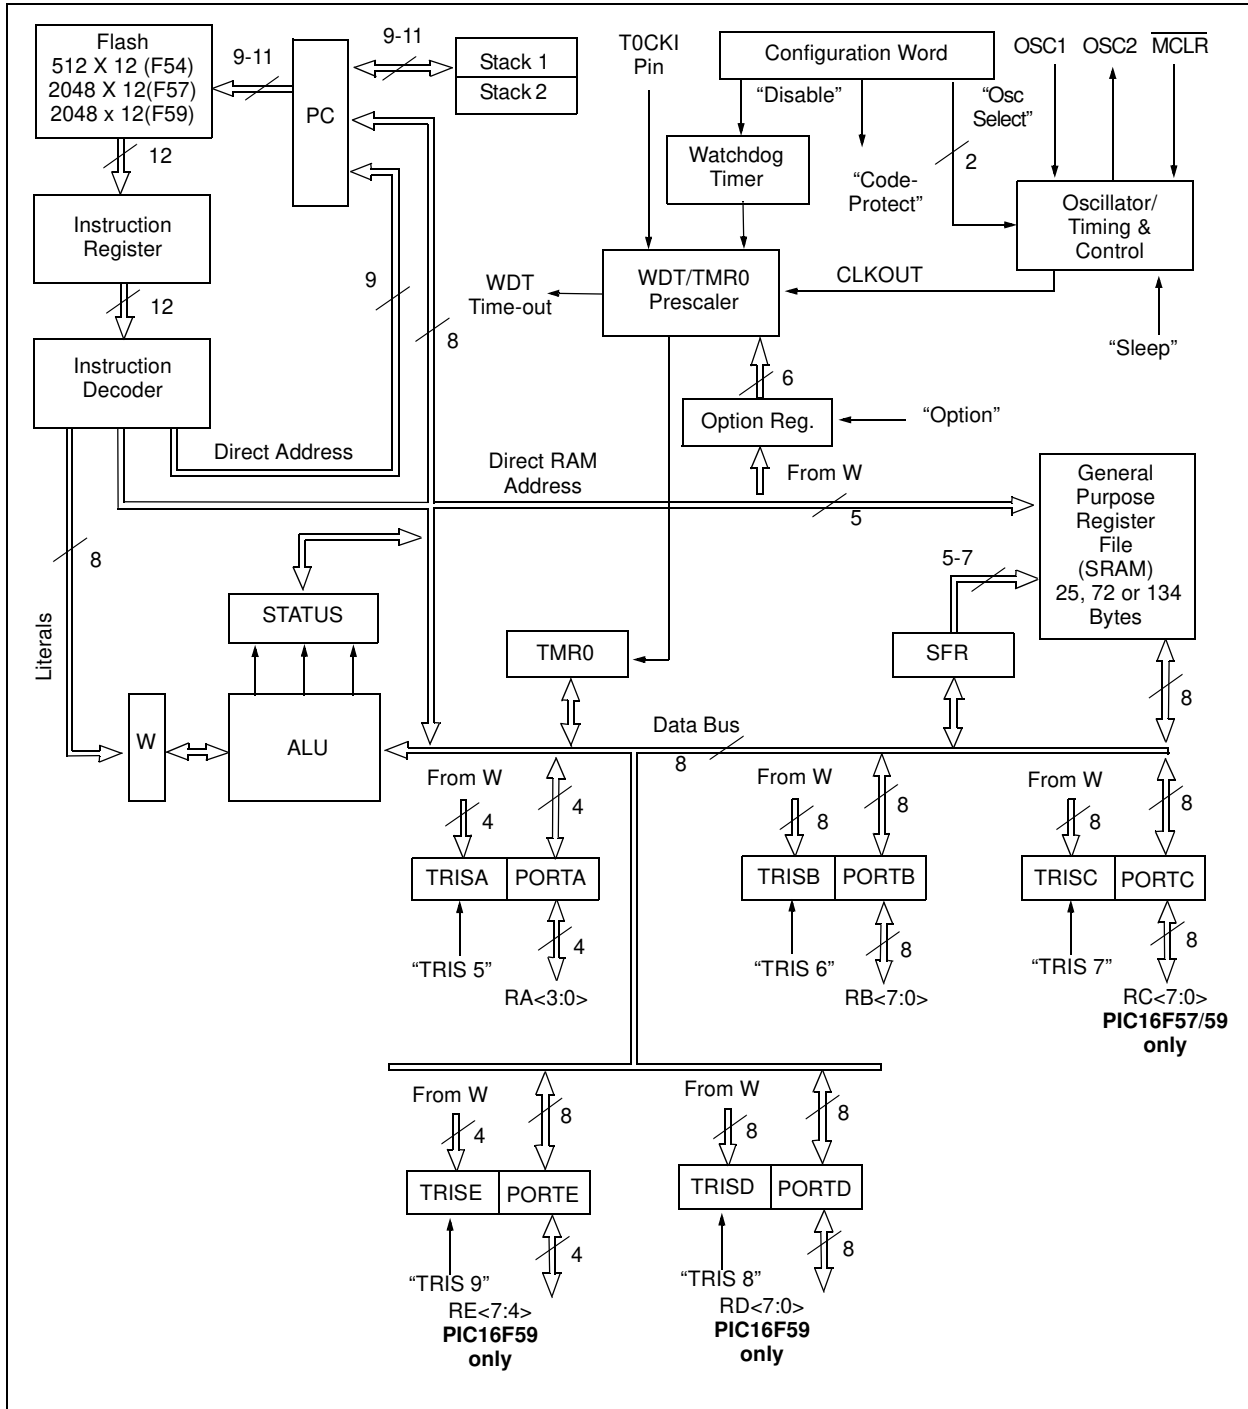 Flash
512 X 12 (F54)
2048 X 12(F57)
2048 x 12(F59)
9-11
PC
9-11
Stack 1
Stack 2
T0CKI
Pin
Configuration Word
OSC1 OSC2 MCLR
“Disable”
“Osc
Select”
2
12
Watchdog
Timer
“Code-
Protect”
Oscillator/
Timing &
Control
Instruction
Register
12
9
8
WDT
Time-out
WDT/TMR0
Prescaler
CLKOUT
“Sleep”
Instruction
Decoder
6
Option Reg.
“Option”
Direct Address
Direct RAM
Address
From W
5
General
Purpose
Register
File
(SRAM)
25, 72 or 134
Bytes
8
Literals
5-7
STATUS
TMR0
SFR
8
W
ALU
Data Bus
8
From W
4
4
From W
8
8
From W
8
8
TRISA PORTA
TRISB PORTB
TRISC PORTC
4
8
8
“TRIS 5”
“TRIS 6”
“TRIS 7”
RA<3:0>
RB<7:0>
RC<7:0>
PIC16F57/59
only
From W
4
8
From W
8
8
TRISE PORTE
TRISD PORTD
4
8
“TRIS 9”
“TRIS 8”
RE<7:4>
PIC16F59
only
RD<7:0>
PIC16F59
only